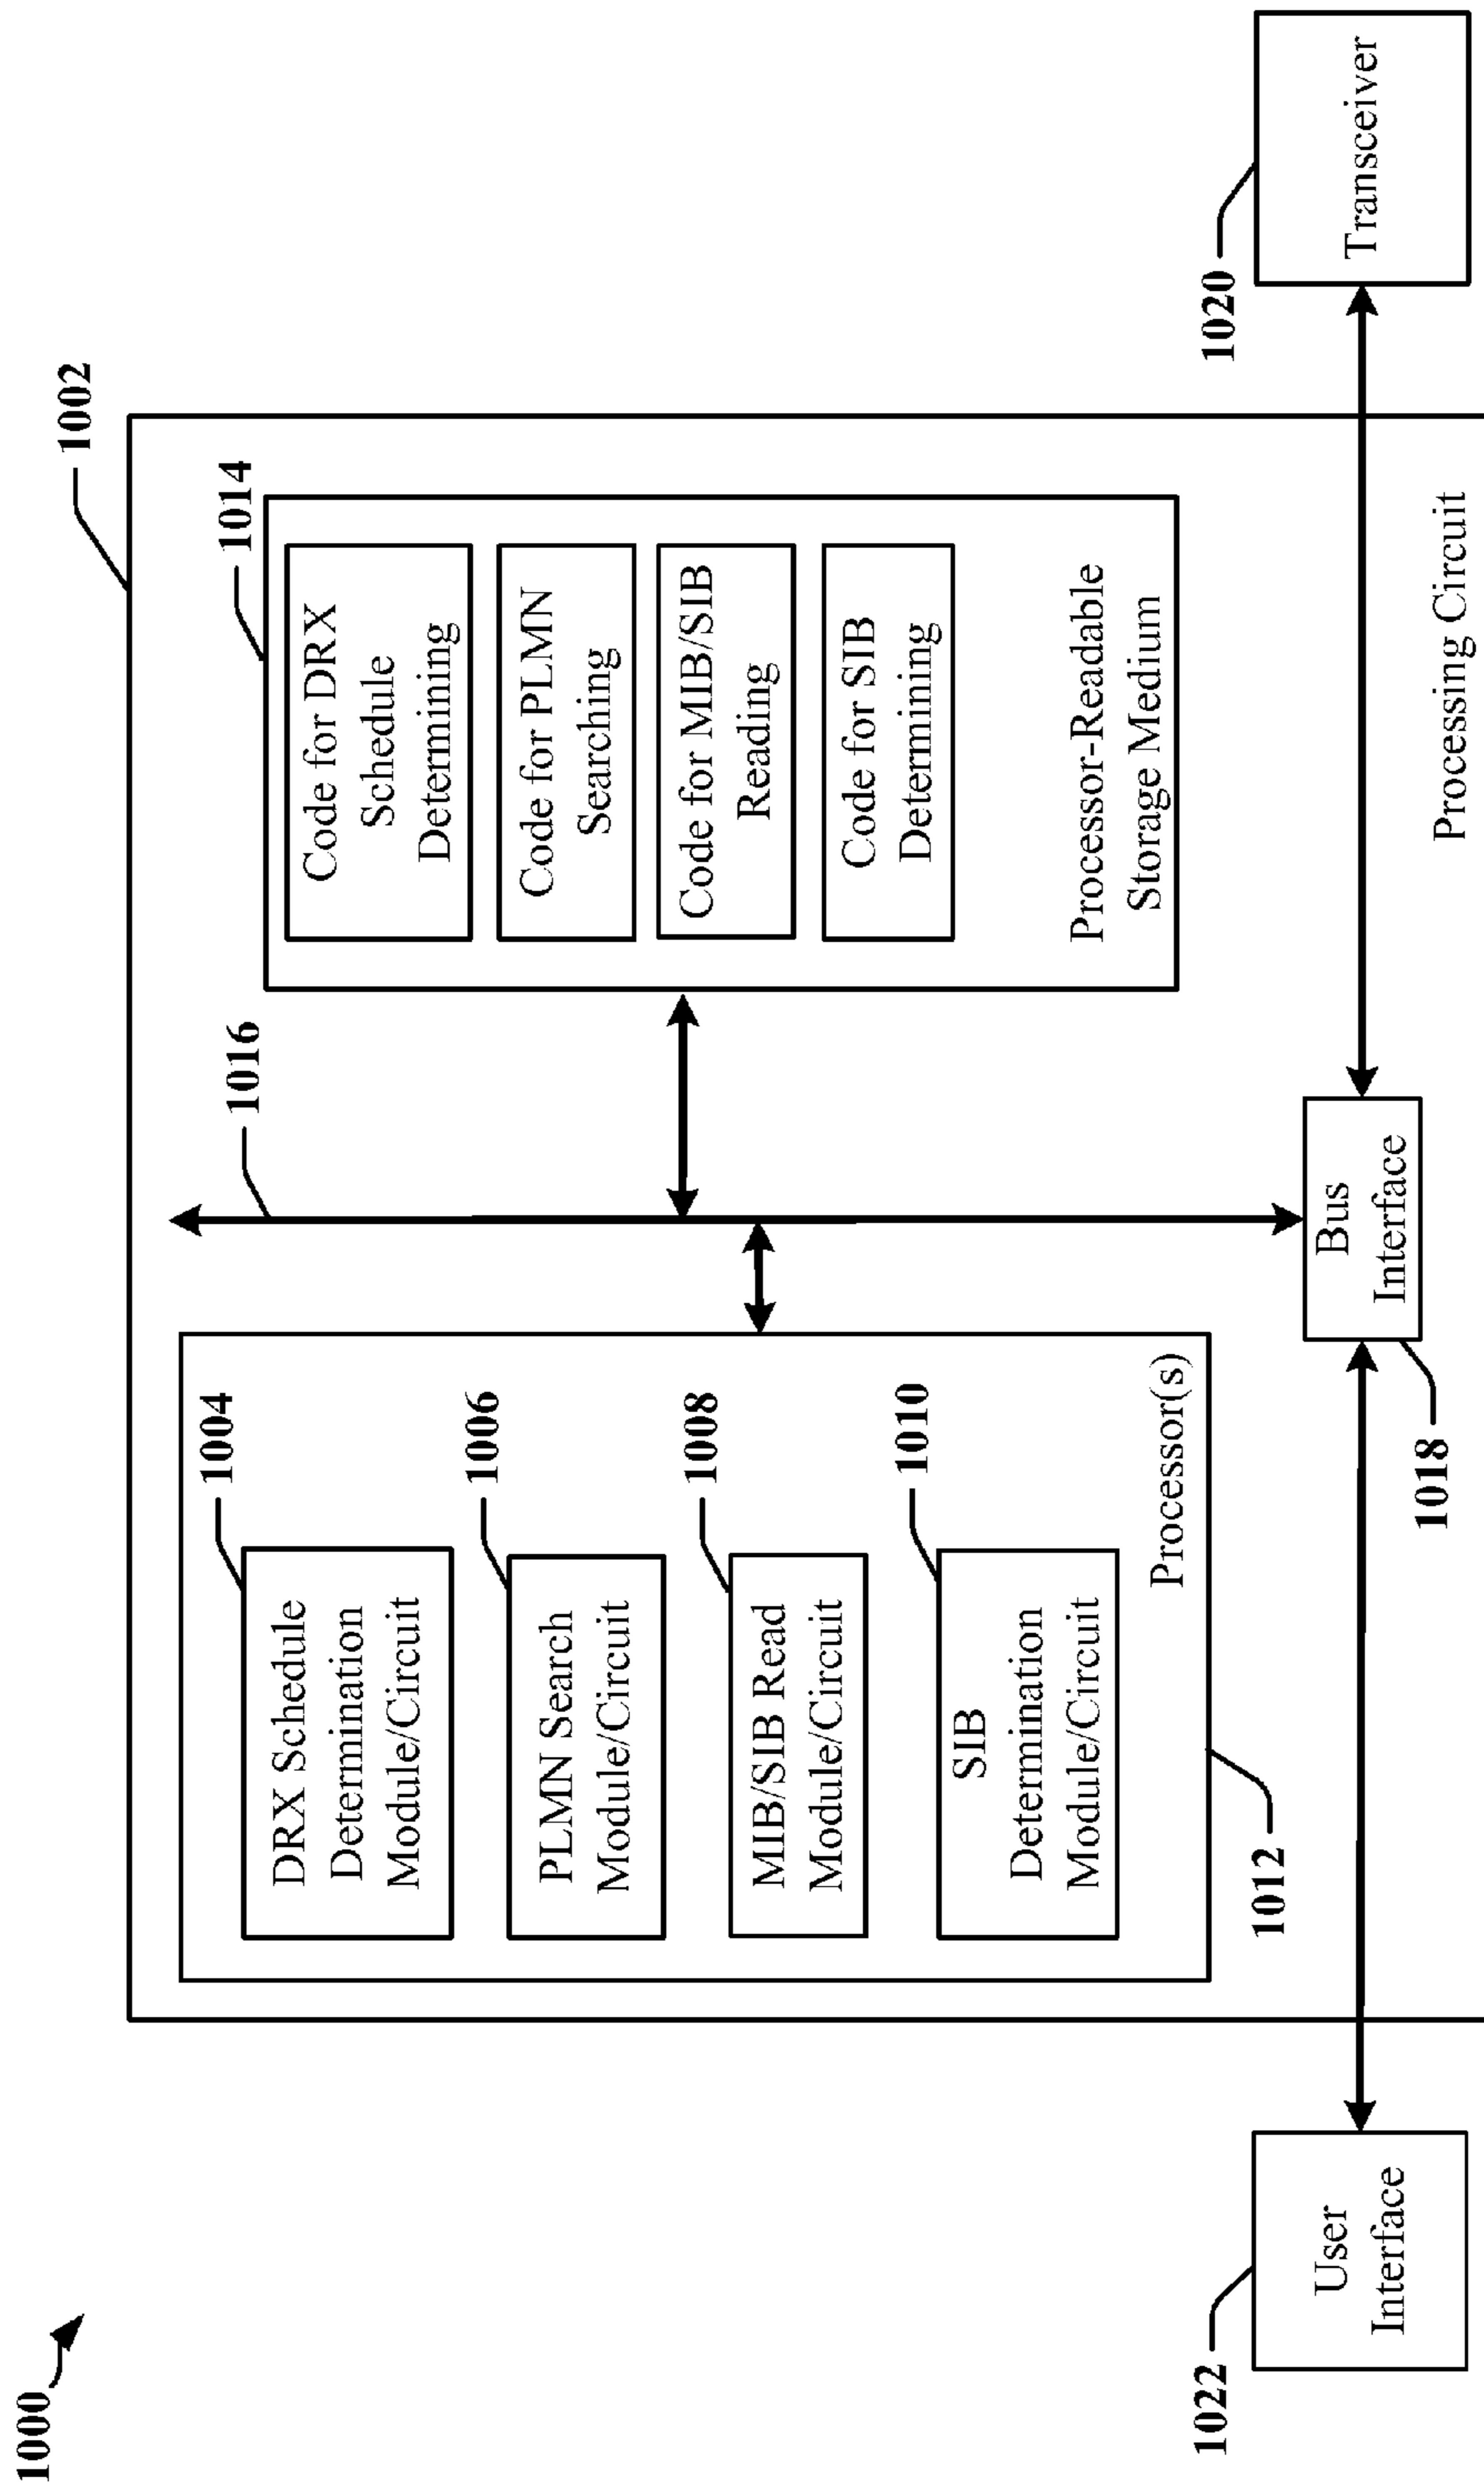 1000
1002
1004
DRX Schedule
Determination
Module/Circuit
1006
PLMN Search
Module/Circuit
1008
MIB/SIB Read
Module/Circuit
1010
SIB
Determination
Module/Circuit
Processor(s)
1012
1016
1014
Code for DRX
Schedule
Determining
Code for PLMN
Searching
Code for MIB/SIB
Reading
Code for SIB
Determining
Processor-Readable
Storage Medium
1022
User
Interface
1018
Bus
Interface
1020
Transceiver
Processing Circuit